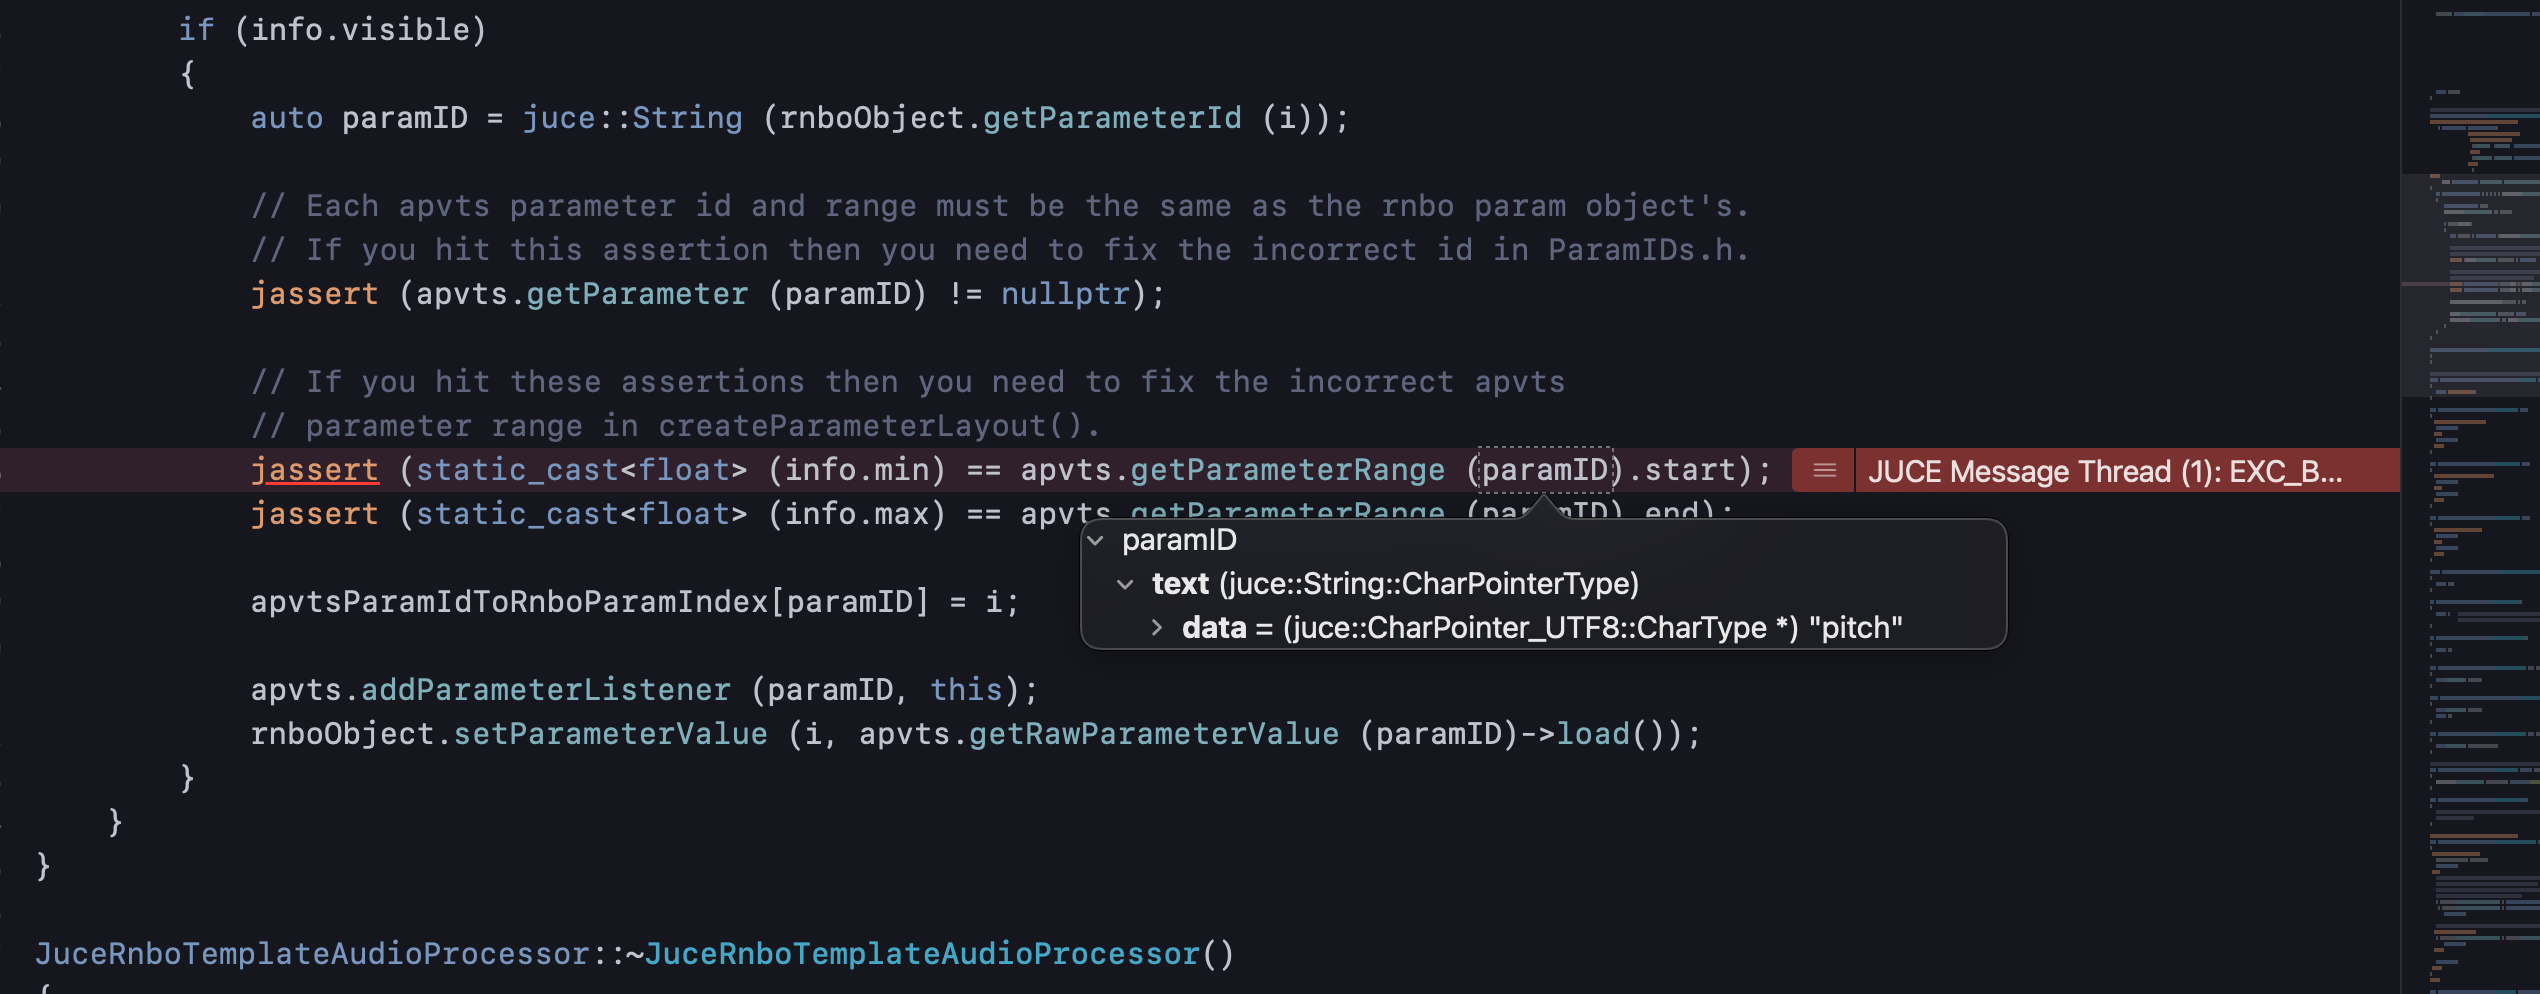 if (info.visible)
{
auto paramID = juce::String (rnboObject.getParameterId (i));
// Each apvts parameter id and range must be the same as the rnbo param object's.
// If you hit this assertion then you need to fix the incorrect id in ParamIDs.h.
jassert (apvts.getParameter (paramID) != nullptr);
// If you hit these assertions then you need to fix the incorrect apvts
// parameter range in createParameterLayout().
jassert (static_cast<float> (info.min) == apvts.getParameterRange (paramID).start); JUCE Message Thread (1): EXC_B...
jassert (static_cast<float> (info.max) == apvts.getParameterRange (paramID).end);
paramID
text (juce::String::CharPointerType)
data = (juce::CharPointer_UTF8::CharType *) "pitch"
apvtsParamIdToRnboParamIndex[paramID] = i;
apvts.addParameterListener (paramID, this);
rnboObject.setParameterValue (i, apvts.getRawParameterValue (paramID)->load());
}
}
}
JuceRnboTemplateAudioProcessor::~JuceRnboTemplateAudioProcessor()
{